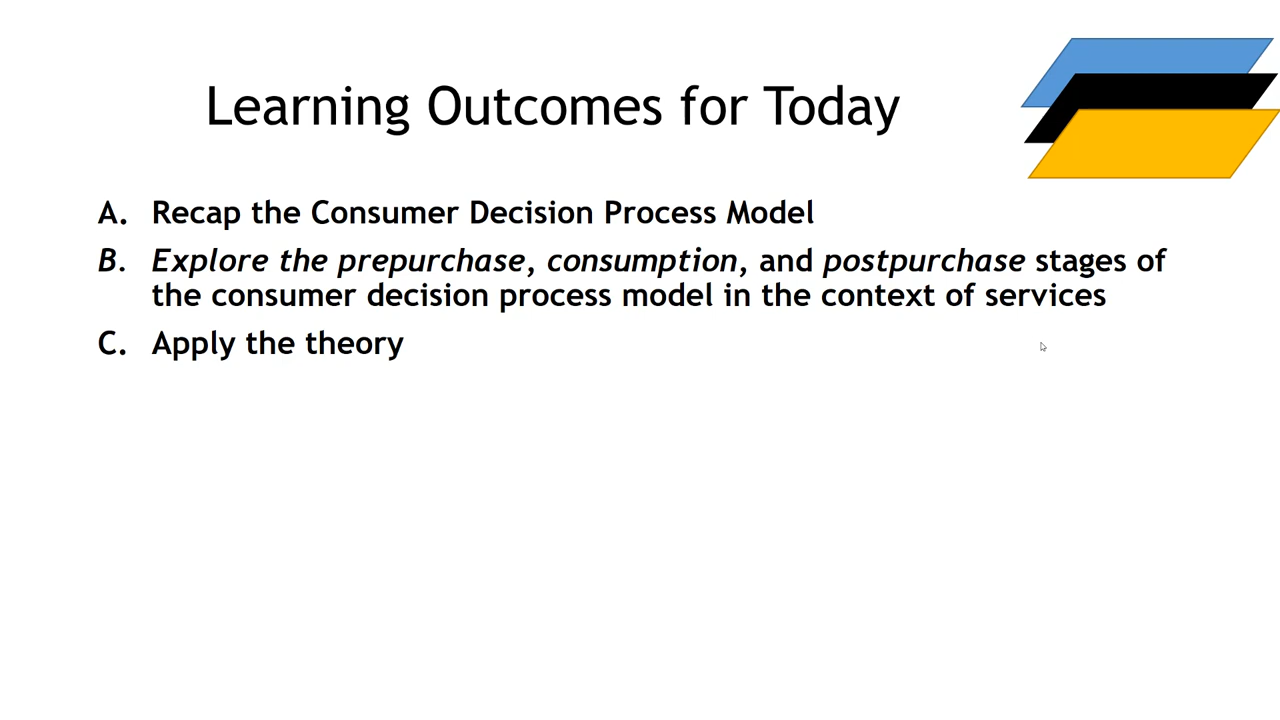 Learning Outcomes for Today
A. Recap the Consumer Decision Process Model
B. Explore the prepurchase, consumption, and postpurchase stages of
the consumer decision process model in the context of services
C. Apply the theory